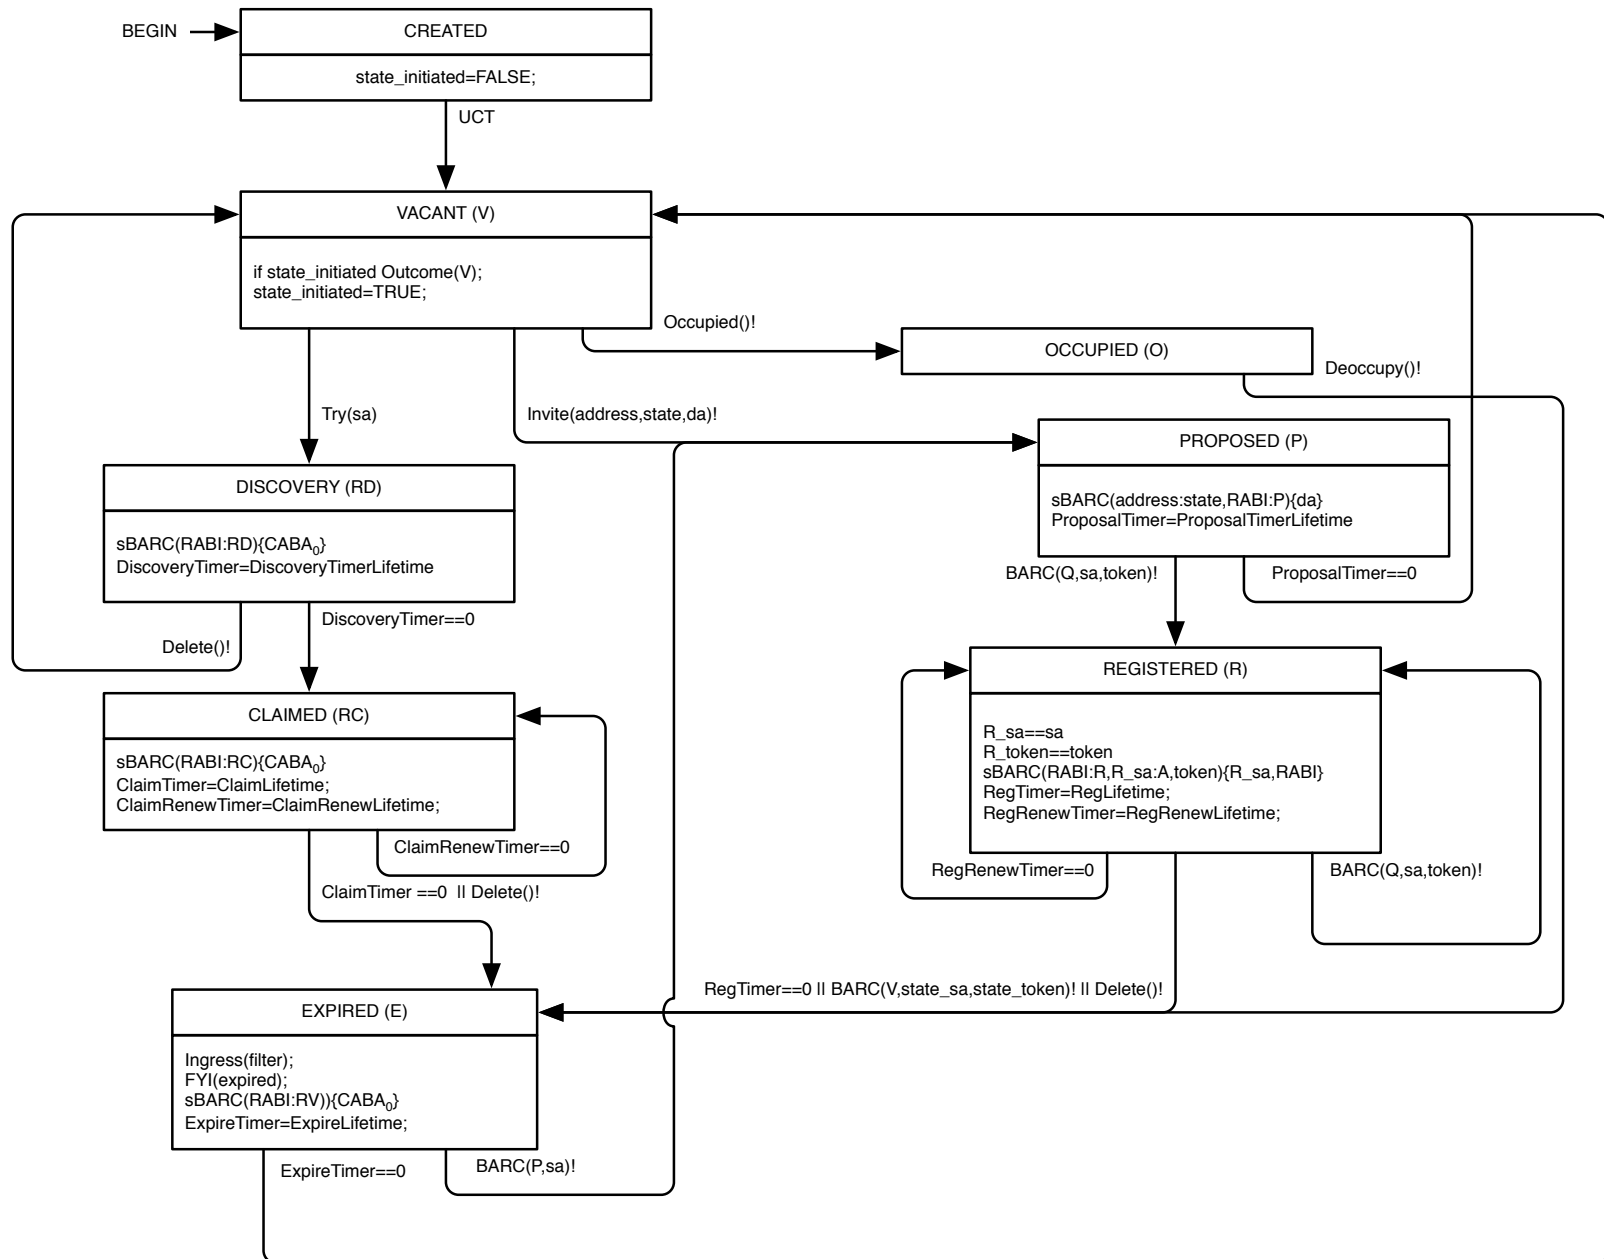 BEGIN
CREATED
state_initiated=FALSE;
UCT
VACANT (V)
if state_initiated Outcome(V);
state_initiated=TRUE;
Occupied()!
OCCUPIED (O)
Deoccupy()!
Try(sa)
Invite(address,state,da)!
PROPOSED (P)
sBARC(address:state,RABI:P){da}
ProposalTimer=ProposalTimerLifetime
DISCOVERY (RD)
sBARC(RABI:RD){CABA₀}
DiscoveryTimer=DiscoveryTimerLifetime
BARC(Q,sa,token)!
ProposalTimer==0
DiscoveryTimer==0
Delete()!
REGISTERED (R)
R_sa==sa
R_token==token
sBARC(RABI:R,R_sa:A,token){R_sa,RABI}
RegTimer=RegLifetime;
RegRenewTimer=RegRenewLifetime;
CLAIMED (RC)
sBARC(RABI:RC){CABA₀}
ClaimTimer=ClaimLifetime;
ClaimRenewTimer=ClaimRenewLifetime;
ClaimRenewTimer==0
RegRenewTimer==0
BARC(Q,sa,token)!
ClaimTimer ==0  || Delete()!
RegTimer==0 || BARC(V,state_sa,state_token)! || Delete()!
EXPIRED (E)
Ingress(filter);
FYI(expired);
sBARC(RABI:RV)){CABA₀}
ExpireTimer=ExpireLifetime;
ExpireTimer==0
BARC(P,sa)!